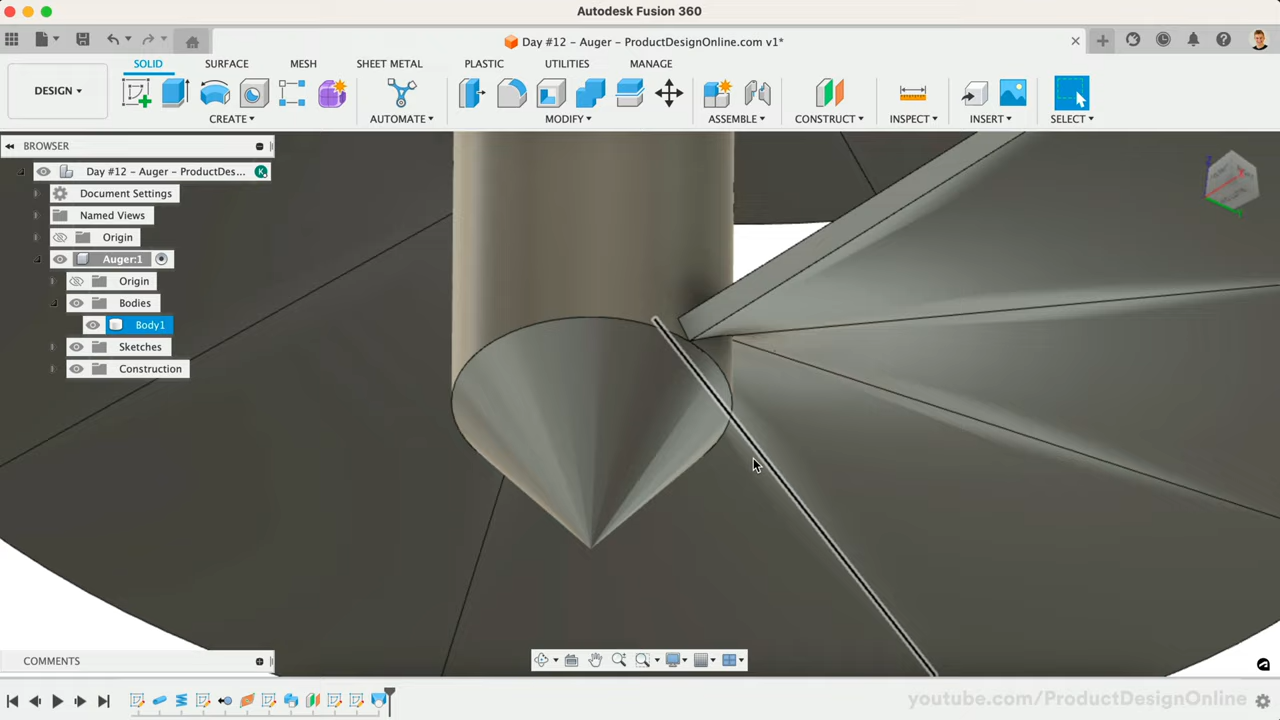 Autodesk Fusion 360
Day #12 - Auger - ProductDesignOnline.com v1*
DESIGN
SOLID SURFACE MESH SHEET METAL PLASTIC UTILITIES MANAGE
CREATE AUTOMATE MODIFY ASSEMBLE CONSTRUCT INSPECT INSERT SELECT
BROWSER
Day #12 - Auger - ProductDes...
K
Document Settings
Named Views
Origin
Auger:1
Origin
Bodies
Body1
Sketches
Construction
COMMENTS
youtube.com/ProductDesignOnline